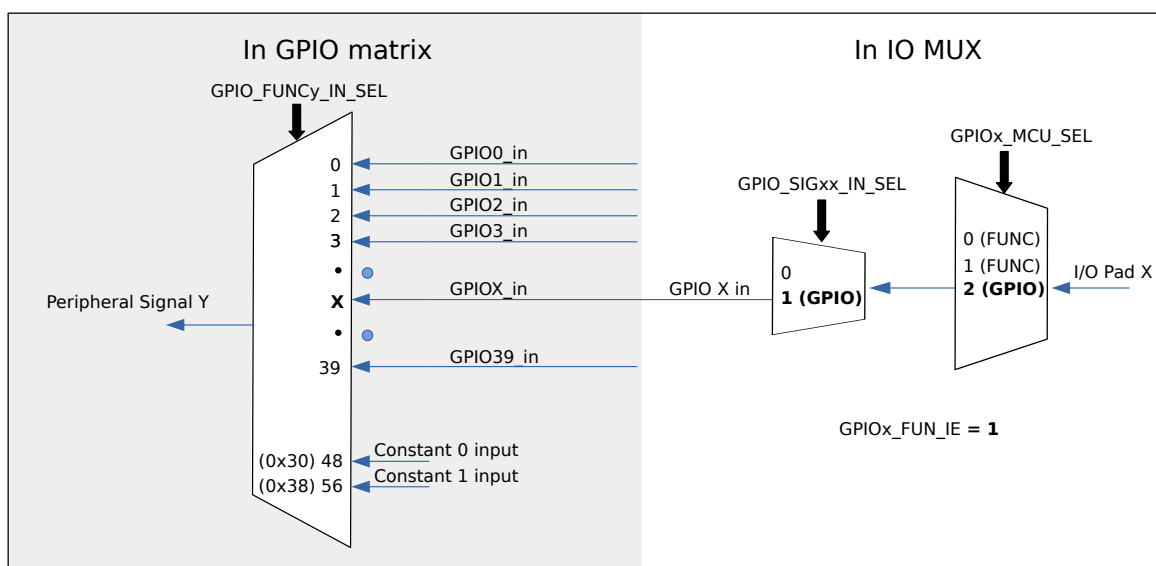 In GPIO matrix
In IO MUX
GPIO_FUNCy_IN_SEL
GPIOx_MCU_SEL
GPIO_SIGxx_IN_SEL
0
GPIO0_in
1
GPIO1_in
2
GPIO2_in
3
GPIO3_in
X
GPIOX_in
GPIO X in
39
GPIO39_in
(0x30) 48
Constant 0 input
(0x38) 56
Constant 1 input
Peripheral Signal Y
0
1 (GPIO)
0 (FUNC)
1 (FUNC)
2 (GPIO)
I/O Pad X
GPIOx_FUN_IE = 1